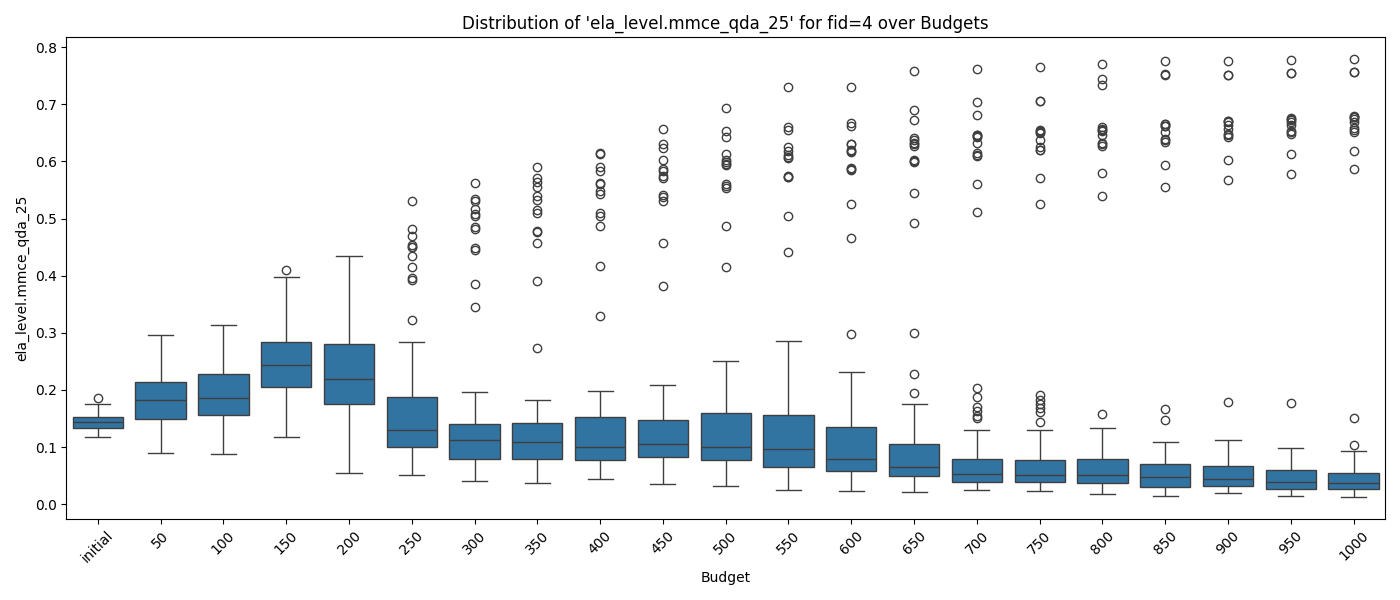 Distribution of 'ela_level.mmce_qda_25' for fid=4 over Budgets
ela_level.mmce_qda_25
0.8
0.7
0.6
0.5
0.4
0.3
0.2
0.1
0.0
initial 50 100 150 200 250 300 350 400 450 500 550 600 650 700 750 800 850 900 950 1000
Budget